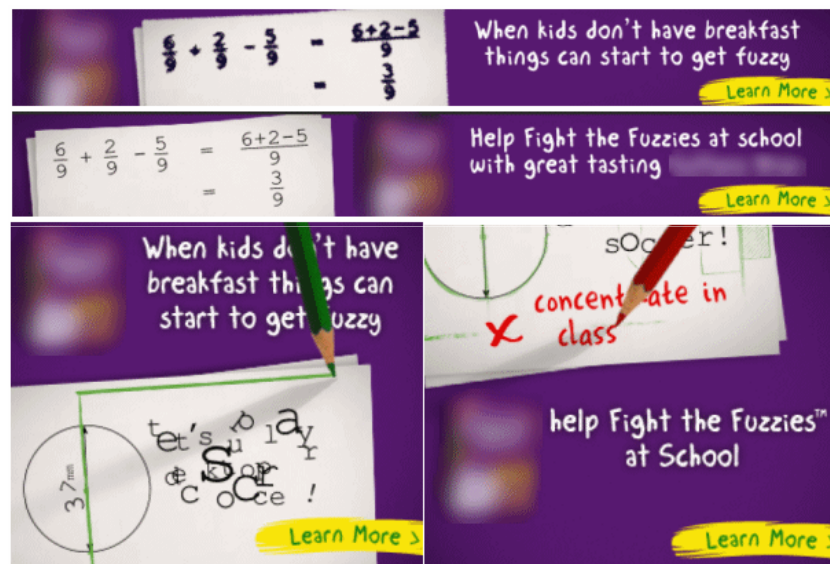 6/9 + 2/9 - 5/9 = 6+2-5/9
= 3/9
When kids don't have breakfast
things can start to get fuzzy
Learn More >
6/9 + 2/9 - 5/9 = 6+2-5/9
= 3/9
Help Fight the Fuzzies at school
with great tasting
Learn More >
When kids don't have
breakfast things can
start to get fuzzy
37mm
Learn More >
soccer!
x concentrate in
class
help Fight the Fuzzies™
at School
Learn More >